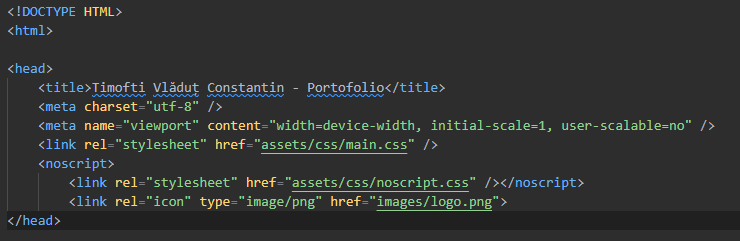 <!DOCTYPE HTML>
<html>
<head>
<title>Timofti Vlăduț Constantin - Portofolio</title>
<meta charset="utf-8" />
<meta name="viewport" content="width=device-width, initial-scale=1, user-scalable=no" />
<link rel="stylesheet" href="assets/css/main.css" />
<noscript>
<link rel="stylesheet" href="assets/css/noscript.css" /></noscript>
<link rel="icon" type="image/png" href="images/logo.png">
</head>